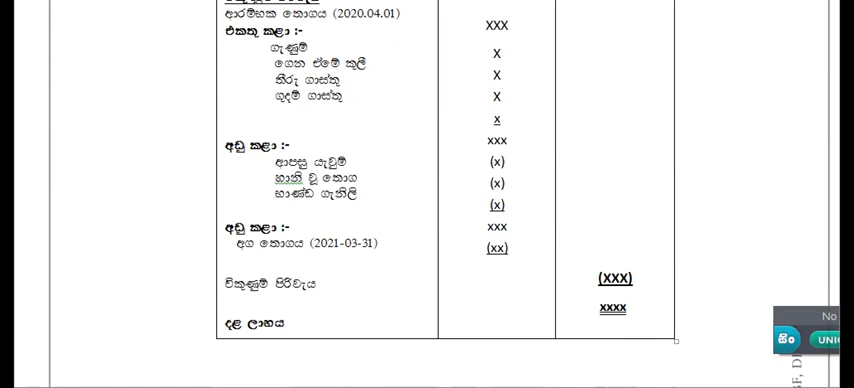 ආරම්භක තොගය (2020.04.01) XXX
එකතු කළා :-
ගැණුම් X
ගෙන ඒමේ කුලී X
තීරු ගාස්තු X
ගුදම් ගාස්තු x
xxx
අඩු කළා :-
ආපසු යැවුම් (x)
හානි වූ තොග (x)
භාණ්ඩ ගැනිලි (x)
අඩු කළා :- xxx
අග තොගය (2021-03-31) (xx)
විකුණුම් පිරිවැය (XXX)
දළ ලාභය xxxx
No
සිං UNIC